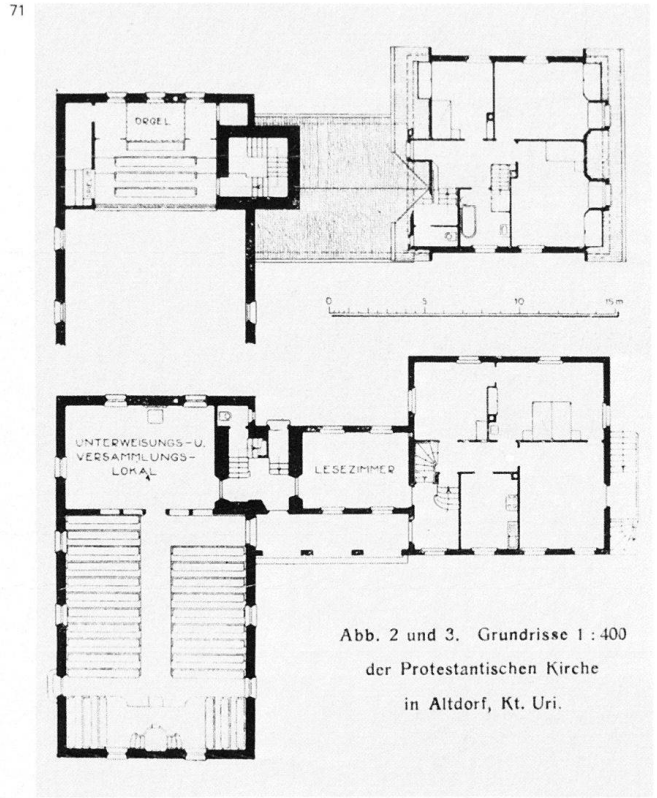 71
ORGEL
0 5 10 15 m
UNTERWEISUNGS-U.
VERSAMMLUNGS-
LOKAL
LESEZIMMER
Abb. 2 und 3. Grundrisse 1 : 400
der Protestantischen Kirche
in Altdorf, Kt. Uri.